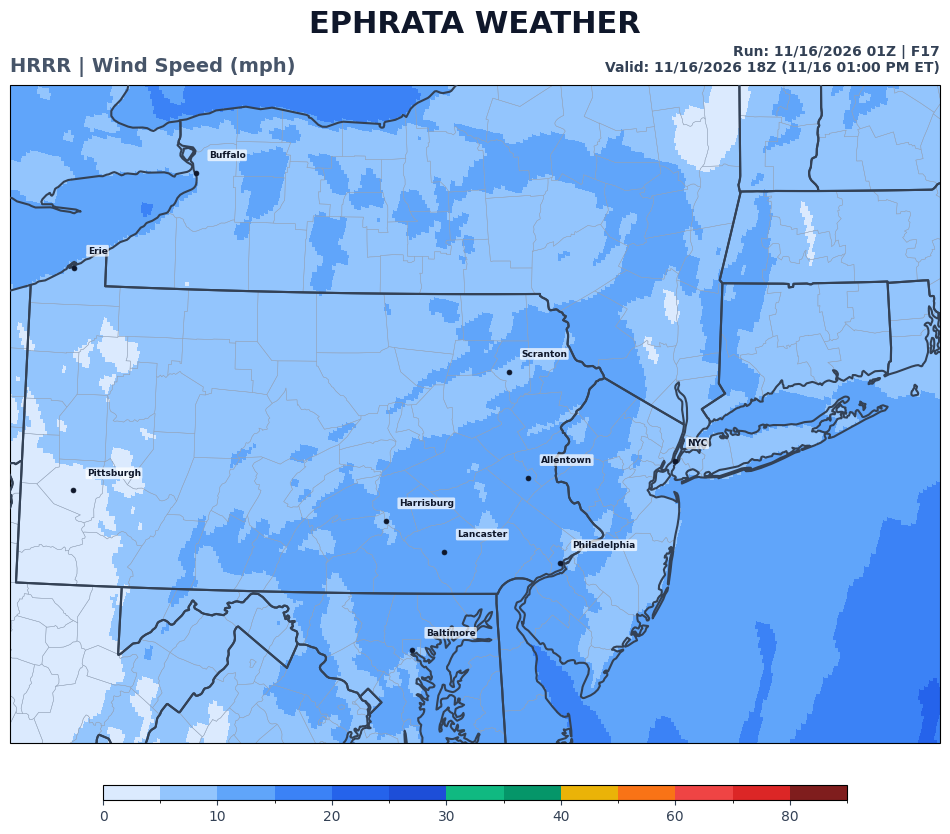 EPHRATA WEATHER
HRRR | Wind Speed (mph)
Run: 11/16/2026 01Z | F17
Valid: 11/16/2026 18Z (11/16 01:00 PM ET)
Buffalo
Erie
Scranton
NYC
Pittsburgh
Allentown
Harrisburg
Lancaster
Philadelphia
Baltimore
0 10 20 30 40 50 60 70 80